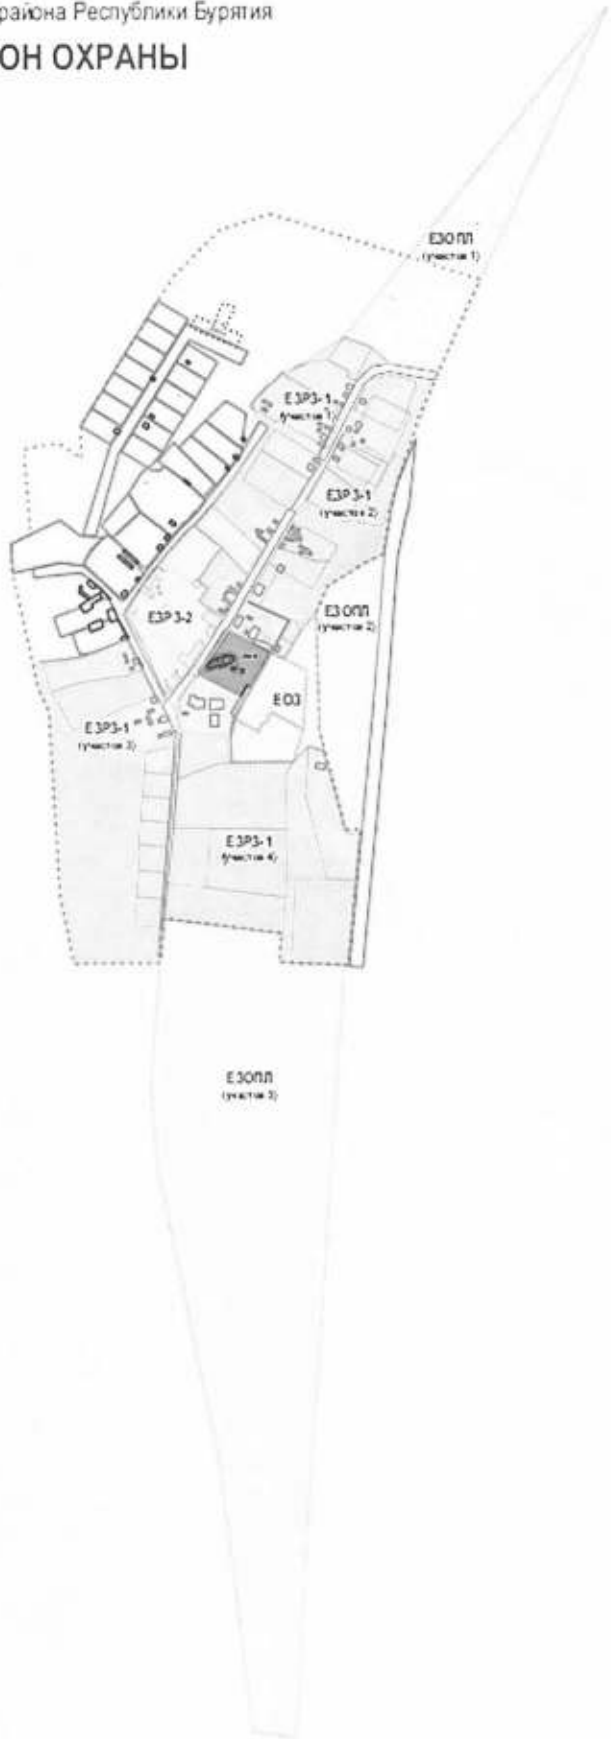 района Республики Бурятия
ОН ОХРАНЫ
ЕЗОПЛ
(участок 1)
ЕЗРЗ-1
(участок 1)
ЕЗРЗ-1
(участок 2)
ЕЗРЗ-2
ЕЗОПЛ
(участок 2)
ЕОЗ
ЕЗРЗ-1
(участок 3)
ЕЗРЗ-1
(участок 4)
ЕЗОПЛ
(участок 3)